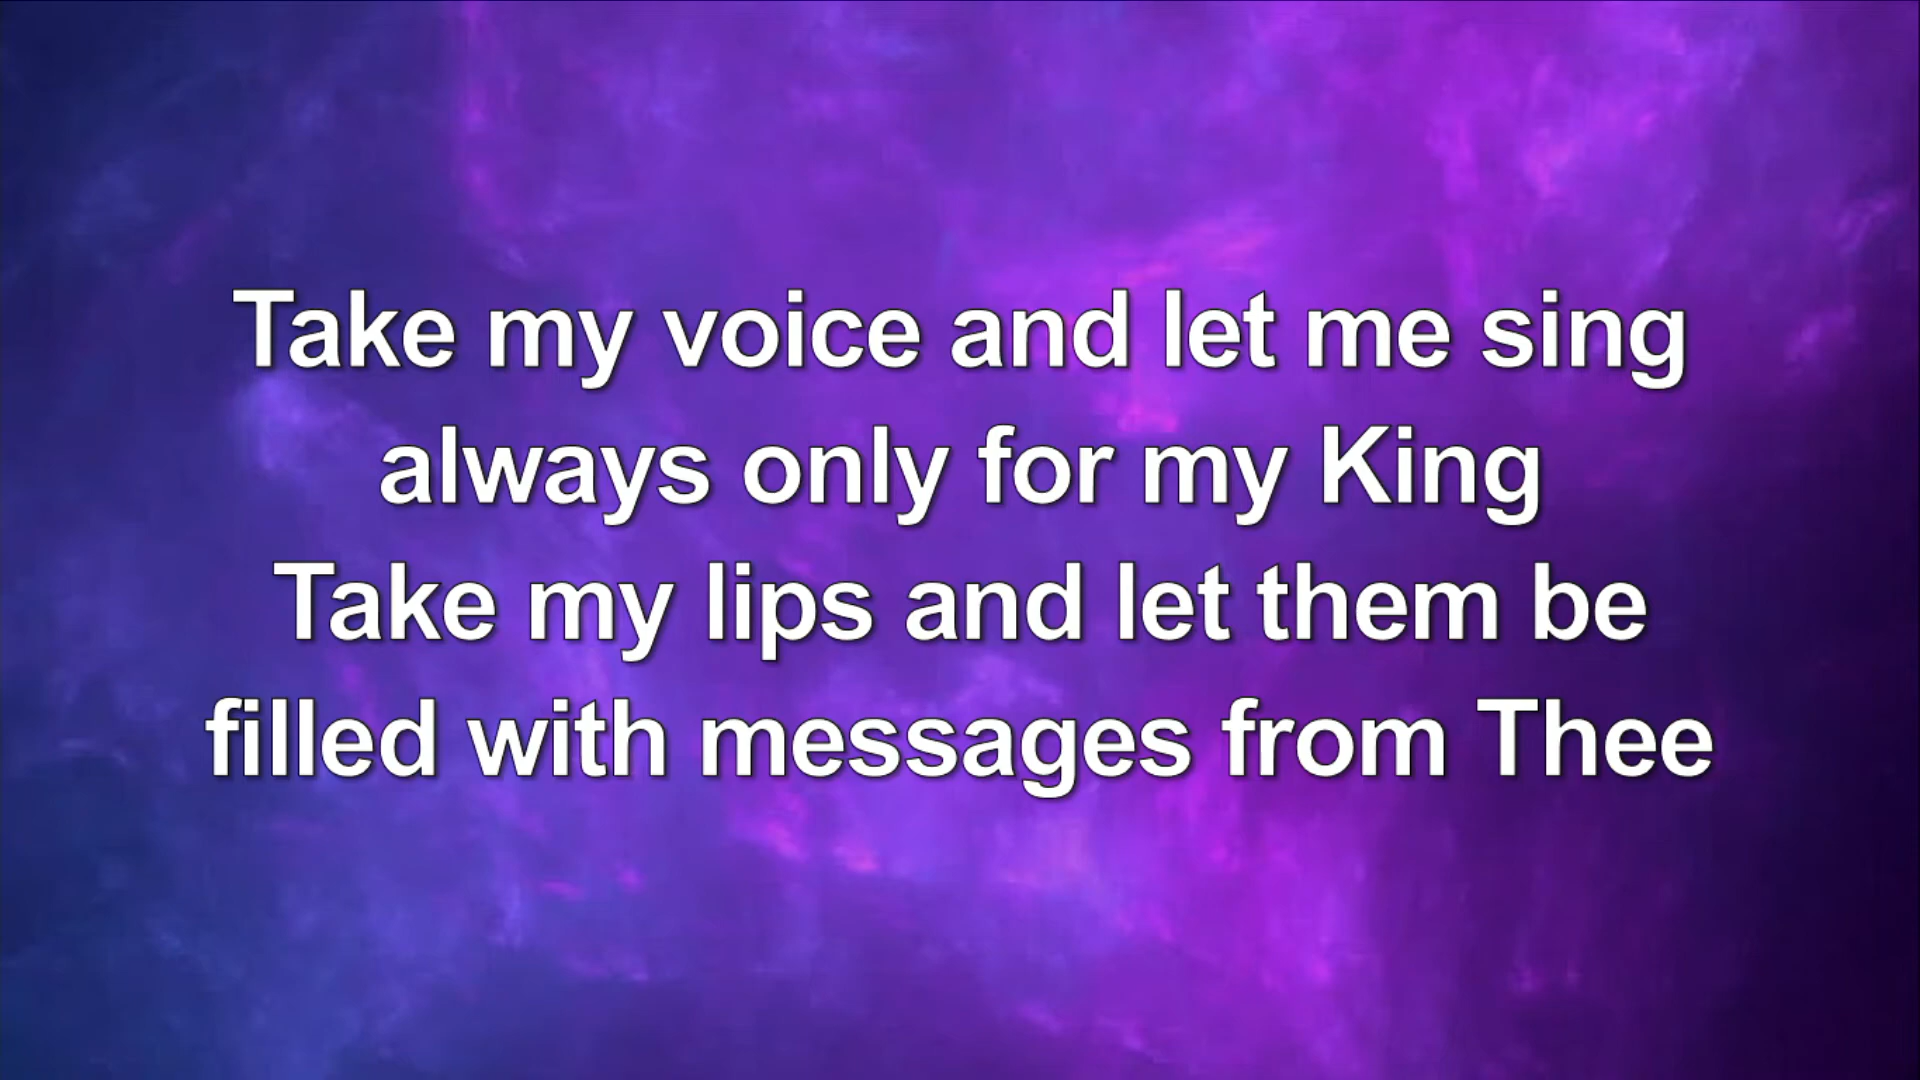 Take my voice and let me sing
always only for my King
Take my lips and let them be
filled with messages from Thee